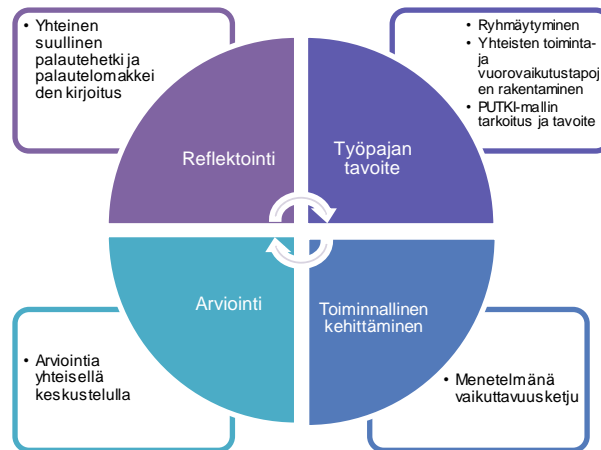 • Yhteinen
suullinen
palautehetki ja
palautelomakkei
den kirjoitus
• Ryhmäytyminen
• Yhteisten toiminta-
ja
vuorovaikutustapoj
en rakentaminen
• PUTKI-mallin
tarkoitus ja tavoite
Reflektointi
Työpajan
tavoite
Arviointi
Toiminnallinen
kehittäminen
• Arviointia
yhteisellä
keskustelulla
• Menetelmänä
vaikuttavuusketju